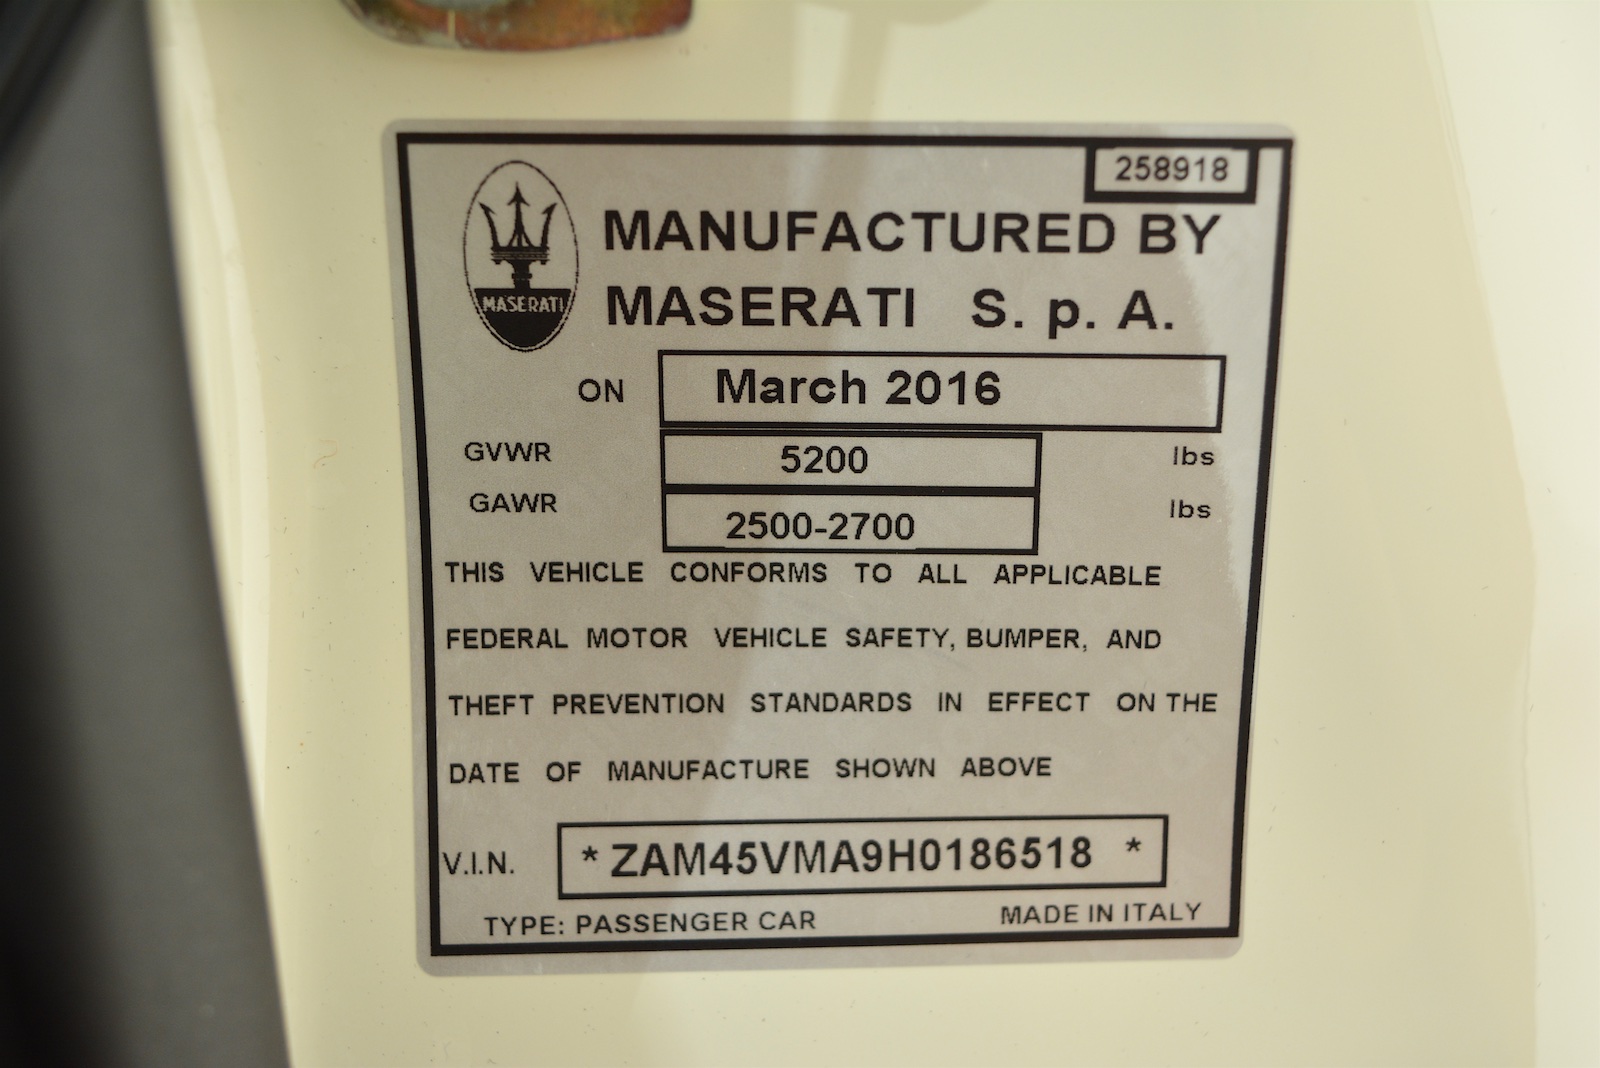 258918
MANUFACTURED BY
MASERATI S. p. A.
MASERATI
ON March 2016
GVWR 5200 lbs
GAWR 2500-2700 lbs
THIS VEHICLE CONFORMS TO ALL APPLICABLE
FEDERAL MOTOR VEHICLE SAFETY, BUMPER, AND
THEFT PREVENTION STANDARDS IN EFFECT ON THE
DATE OF MANUFACTURE SHOWN ABOVE
V.I.N. * ZAM45VMA9H0186518 *
TYPE: PASSENGER CAR MADE IN ITALY